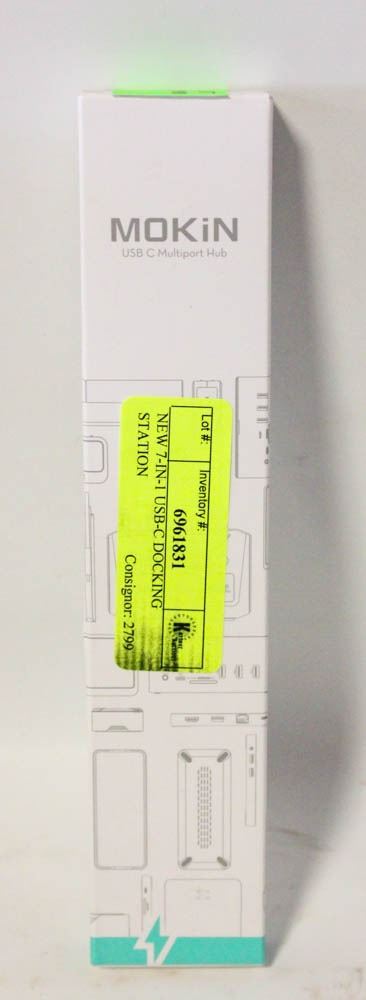 MOKiN
USB C Multiport Hub
Lot #:
Inventory #:
6961831
NEW 7-IN-1 USB-C DOCKING
STATION
Consignor: 2799